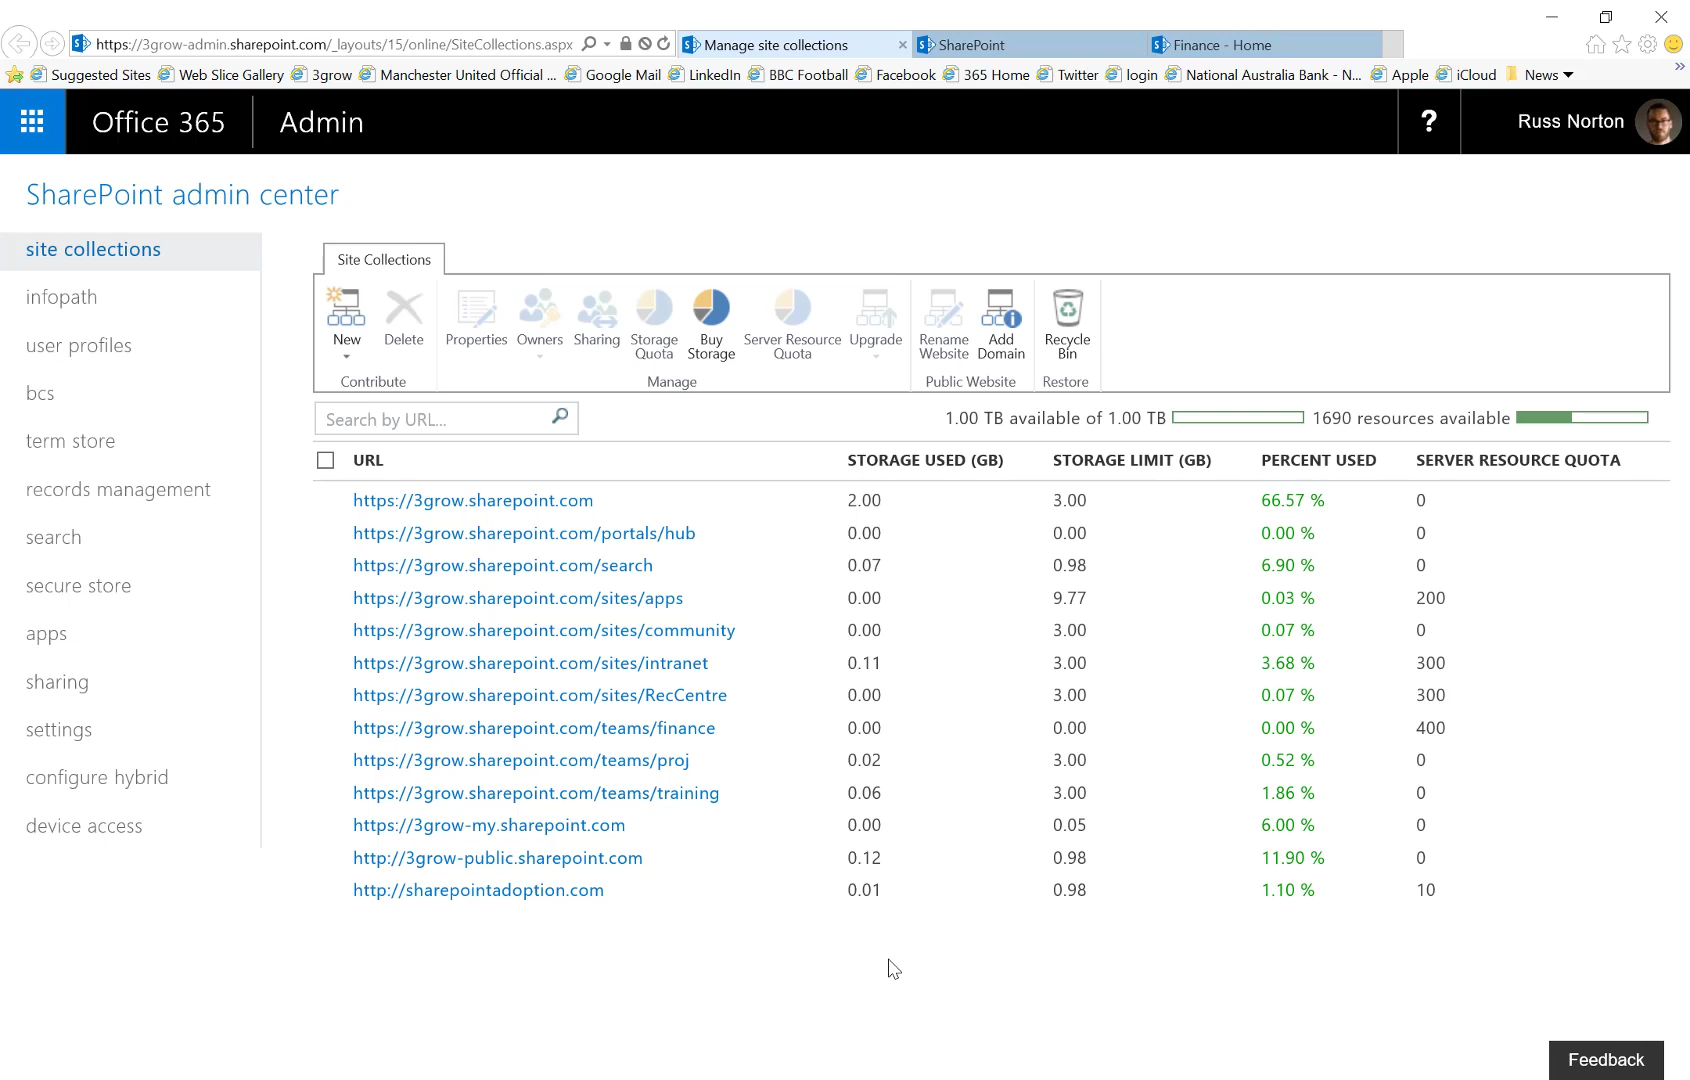 https://3grow-admin.sharepoint.com/_layouts/15/online/SiteCollections.aspx
Manage site collections
SharePoint
Finance - Home
Suggested Sites
Web Slice Gallery
3grow
Manchester United Official ...
Google Mail
LinkedIn
BBC Football
Facebook
365 Home
Twitter
login
National Australia Bank - N...
Apple
iCloud
News
Office 365
Admin
?
Russ Norton
SharePoint admin center
site collections
infopath
user profiles
bcs
term store
records management
search
secure store
apps
sharing
settings
configure hybrid
device access
Site Collections
New
Delete
Contribute
Properties
Owners
Sharing
Storage
Quota
Buy
Storage
Server Resource
Quota
Upgrade
Manage
Rename
Website
Add
Domain
Public Website
Recycle
Bin
Restore
Search by URL...
1.00 TB available of 1.00 TB
1690 resources available
URL STORAGE USED (GB) STORAGE LIMIT (GB) PERCENT USED SERVER RESOURCE QUOTA
https://3grow.sharepoint.com 2.00 3.00 66.57 % 0
https://3grow.sharepoint.com/portals/hub 0.00 0.00 0.00 % 0
https://3grow.sharepoint.com/search 0.07 0.98 6.90 % 0
https://3grow.sharepoint.com/sites/apps 0.00 9.77 0.03 % 200
https://3grow.sharepoint.com/sites/community 0.00 3.00 0.07 % 0
https://3grow.sharepoint.com/sites/intranet 0.11 3.00 3.68 % 300
https://3grow.sharepoint.com/sites/RecCentre 0.00 3.00 0.07 % 300
https://3grow.sharepoint.com/teams/finance 0.00 0.00 0.00 % 400
https://3grow.sharepoint.com/teams/proj 0.02 3.00 0.52 % 0
https://3grow.sharepoint.com/teams/training 0.06 3.00 1.86 % 0
https://3grow-my.sharepoint.com 0.00 0.05 6.00 % 0
http://3grow-public.sharepoint.com 0.12 0.98 11.90 % 0
http://sharepointadoption.com 0.01 0.98 1.10 % 10
Feedback